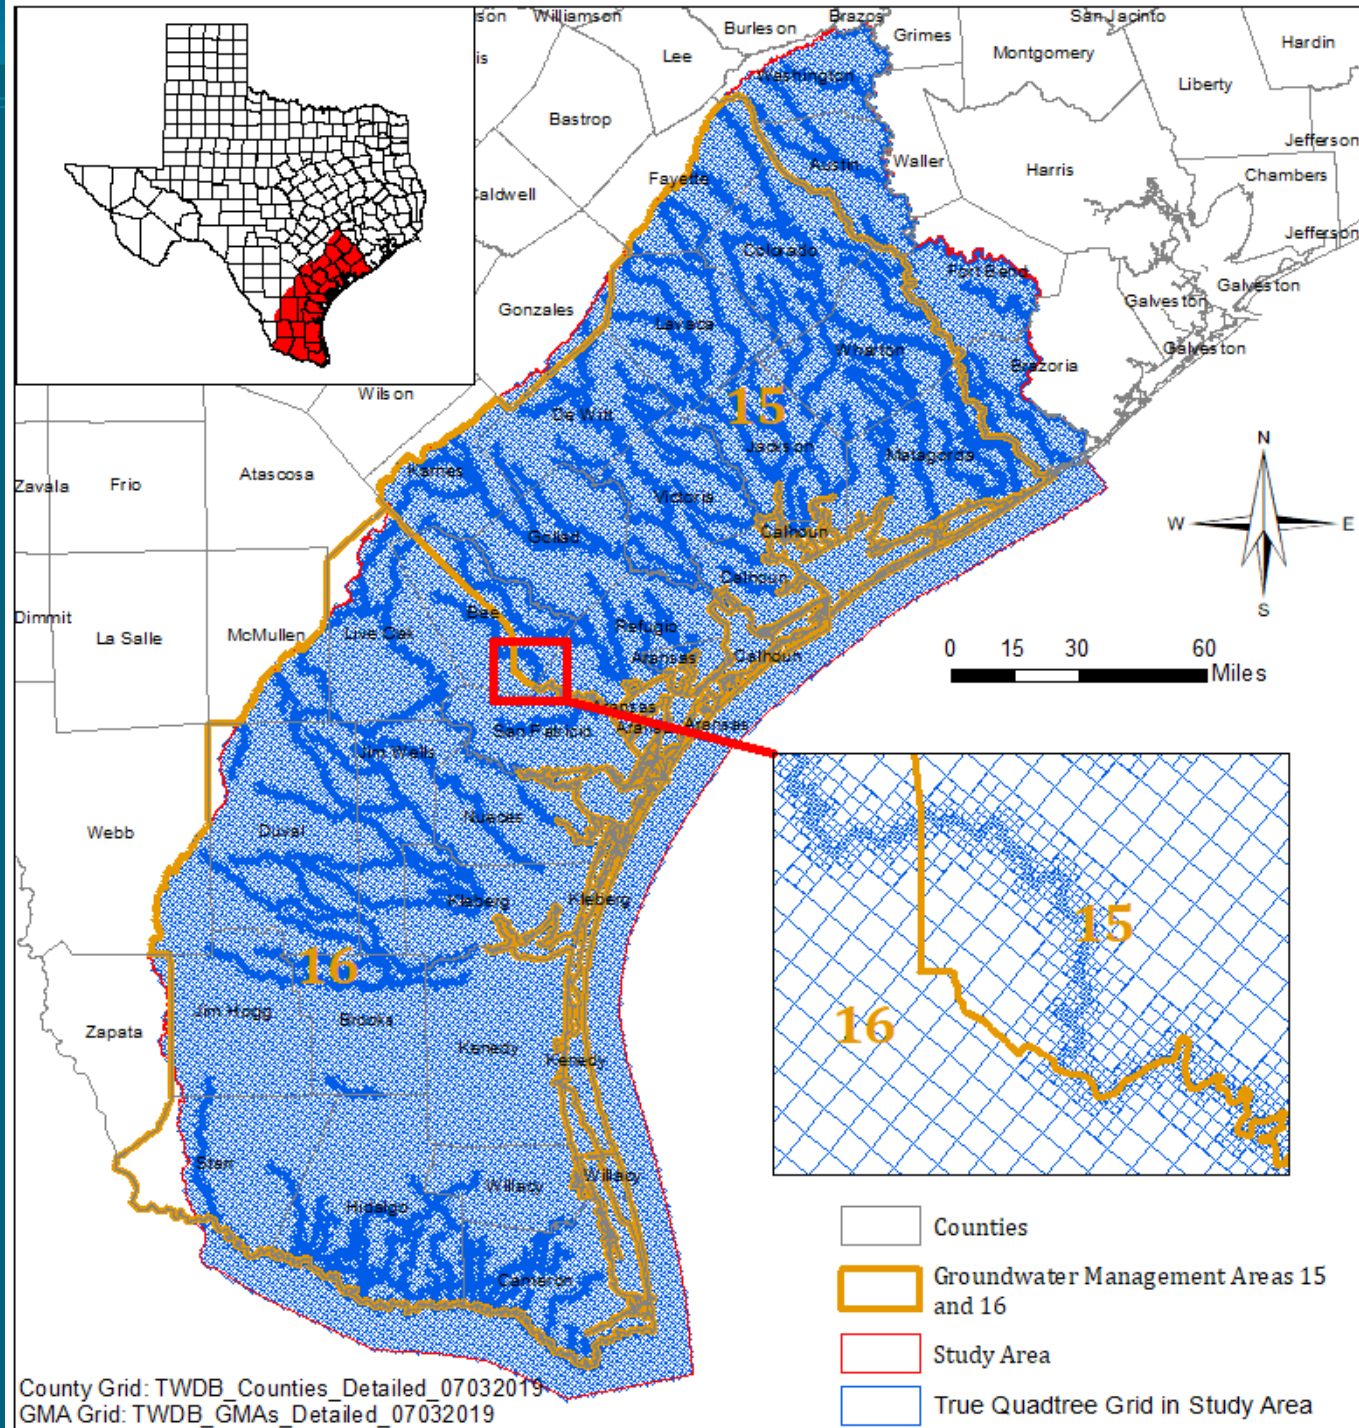 son
Williamson
Burleson
Brazos
San Jacinto
Grimes
Hardin
is
Lee
Montgomery
Washington
Liberty
Bastrop
Jefferson
Austin
Waller
Harris
Chambers
Fayette
Caldwell
Jefferson
Colorado
Fort Bend
Galveston
Galveston
Gonzales
Lavaca
Galveston
Wharton
Brazoria
Wilson
15
De Witt
Jackson
N
Matagorda
Karnes
Atascosa
Zavala
Frio
Victoria
W
E
Calhoun
Goliad
Calhoun
S
Bee
Dimmit
La Salle
McMullen
Live Oak
Refugio
Aransas
Calhoun
0 15 30 60
Miles
Aransas
San Patricio
Aransas
Aransas
Jim Wells
Nueces
Webb
Duval
Kleberg
Kleberg
15
16
16
Jim Hogg
Brooks
Zapata
Kenedy
Kenedy
Starr
Willacy
Willacy
Hidalgo
Cameron
Counties
Groundwater Management Areas 15
and 16
Study Area
True Quadtree Grid in Study Area
County Grid: TWDB_Counties_Detailed_07032019
GMA Grid: TWDB_GMAs_Detailed_07032019